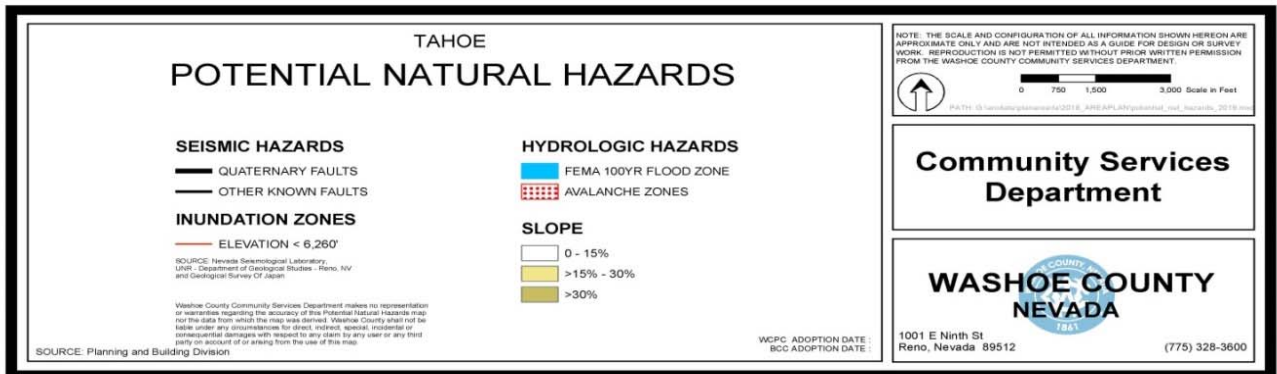 TAHOE
POTENTIAL NATURAL HAZARDS
SEISMIC HAZARDS
QUATERNARY FAULTS
OTHER KNOWN FAULTS
INUNDATION ZONES
ELEVATION < 6,260'
SOURCE: Nevada Seismological Laboratory,
UNR - Department of Geological Studies - Reno, NV
and Geological Survey Of Japan
Washoe County Community Services Department makes no representation
or warranties regarding the accuracy of this Potential Natural Hazards map
nor the data from which the map was derived. Washoe County shall not be
liable under any circumstances for direct, indirect, special, incidental or
consequential damages with respect to any claim by any user or any third
party on account of or arising from the use of this map.
SOURCE: Planning and Building Division
HYDROLOGIC HAZARDS
FEMA 100YR FLOOD ZONE
AVALANCHE ZONES
SLOPE
0 - 15%
>15% - 30%
>30%
WCPC ADOPTION DATE :
BCC ADOPTION DATE :
NOTE: THE SCALE AND CONFIGURATION OF ALL INFORMATION SHOWN HEREON ARE
APPROXIMATE ONLY AND ARE NOT INTENDED AS A GUIDE FOR DESIGN OR SURVEY
WORK. REPRODUCTION IS NOT PERMITTED WITHOUT PRIOR WRITTEN PERMISSION
FROM THE WASHOE COUNTY COMMUNITY SERVICES DEPARTMENT.
0 750 1,500 3,000 Scale in Feet
PATH:
Community Services
Department
WASHOE COUNTY
NEVADA
1861
1001 E Ninth St
Reno, Nevada 89512
(775) 328-3600